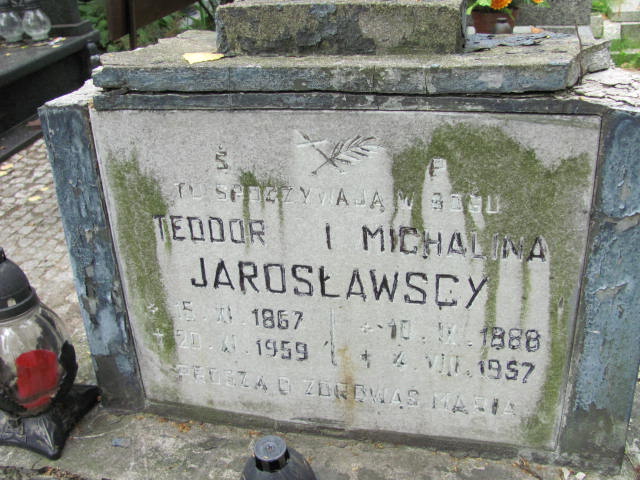 Ś P
TU SPOCZYWAJĄ W BOGU
TEODOR I MICHALINA
JAROSŁAWSCY
15. XI. 1867 10. IX. 1888
20. XI. 1959 4. VIII. 1957
PROSZĄ O ZDROWAŚ MARIA